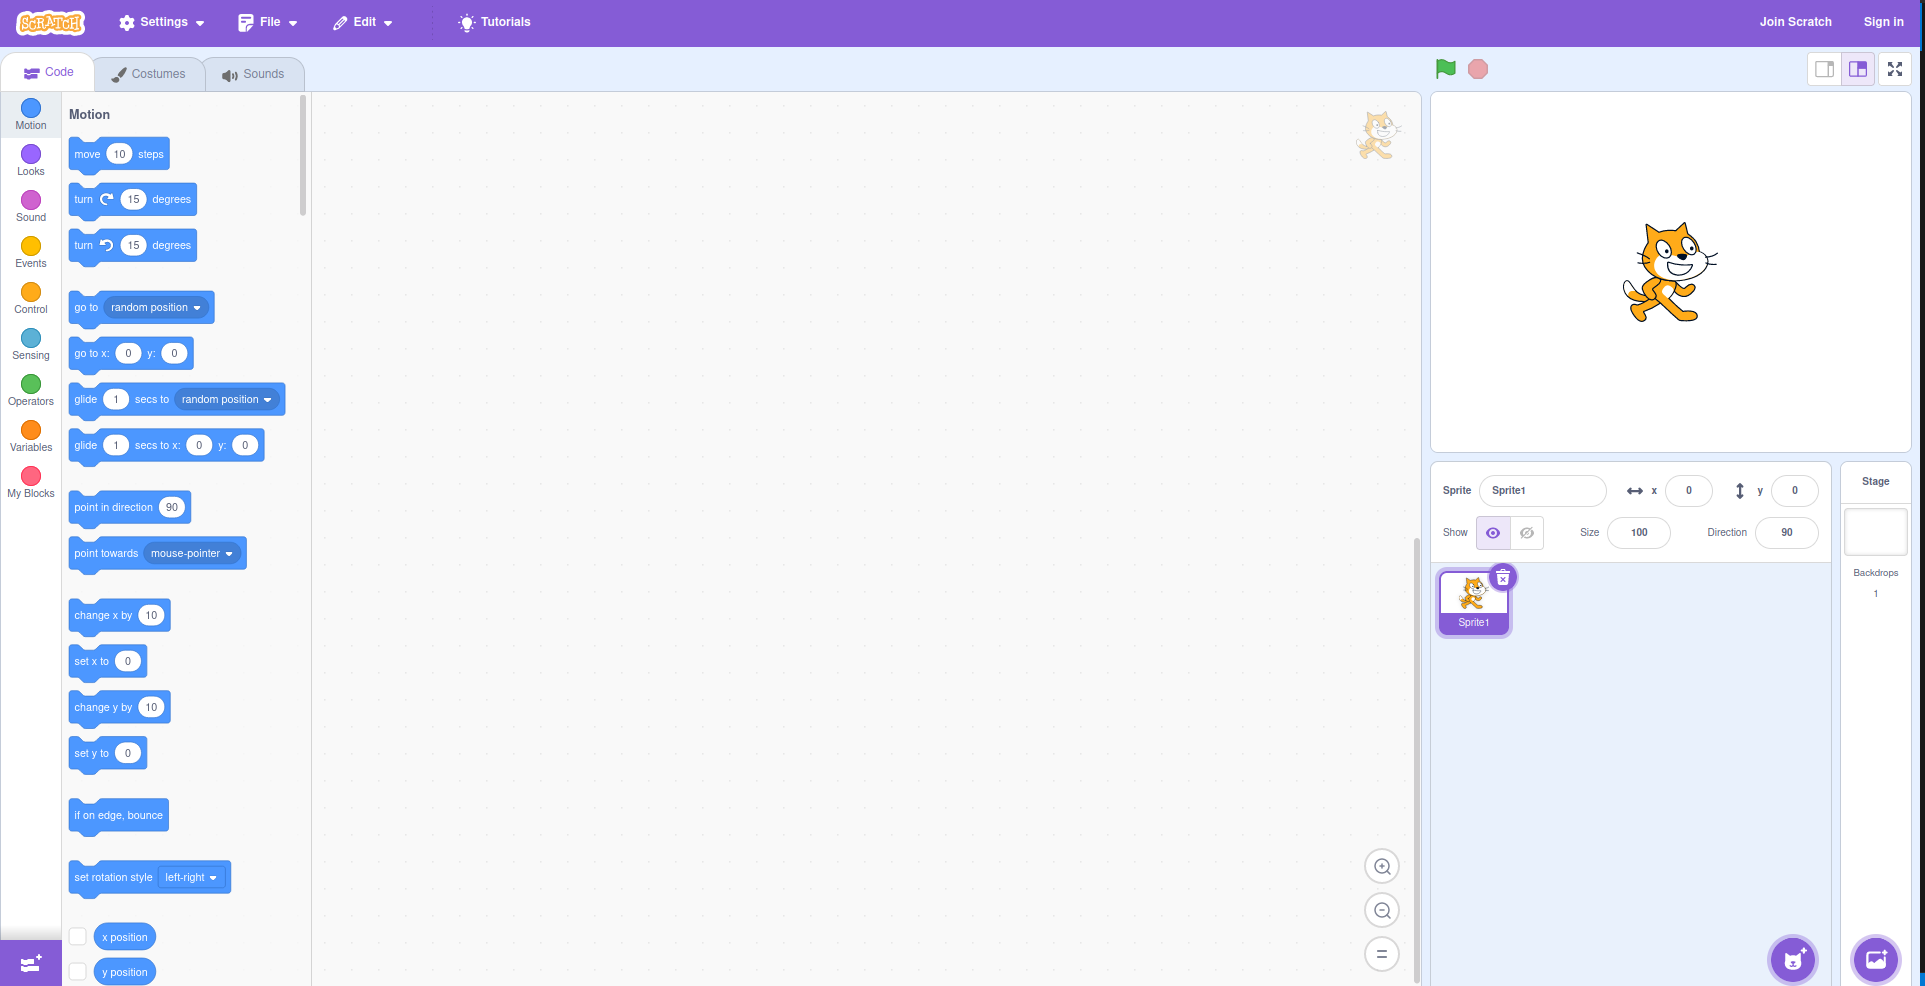 SCRATCH Settings File Edit Tutorials Join Scratch Sign in
Code Costumes Sounds
Motion
Looks
Sound
Events
Control
Sensing
Operators
Variables
My Blocks
Motion
move 10 steps
turn 15 degrees
turn 15 degrees
go to random position
go to x: 0 y: 0
glide 1 secs to random position
glide 1 secs to x: 0 y: 0
point in direction 90
point towards mouse-pointer
change x by 10
set x to 0
change y by 10
set y to 0
if on edge, bounce
set rotation style left-right
x position
y position
Sprite Sprite1 x 0 y 0
Show Size 100 Direction 90
Sprite1
Stage
Backdrops
1